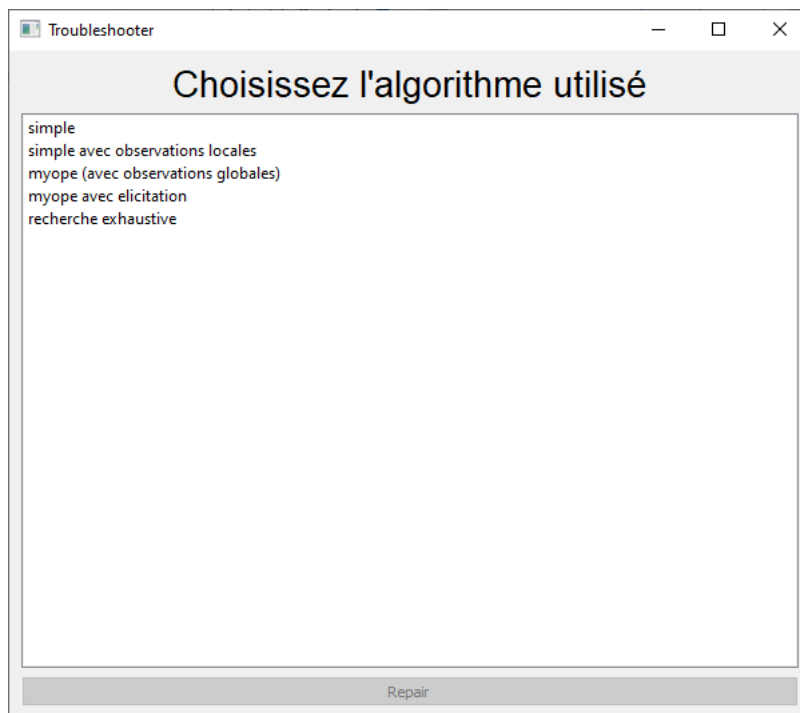 Troubleshooter
Choisissez l'algorithme utilisé
simple
simple avec observations locales
myope (avec observations globales)
myope avec elicitation
recherche exhaustive
Repair